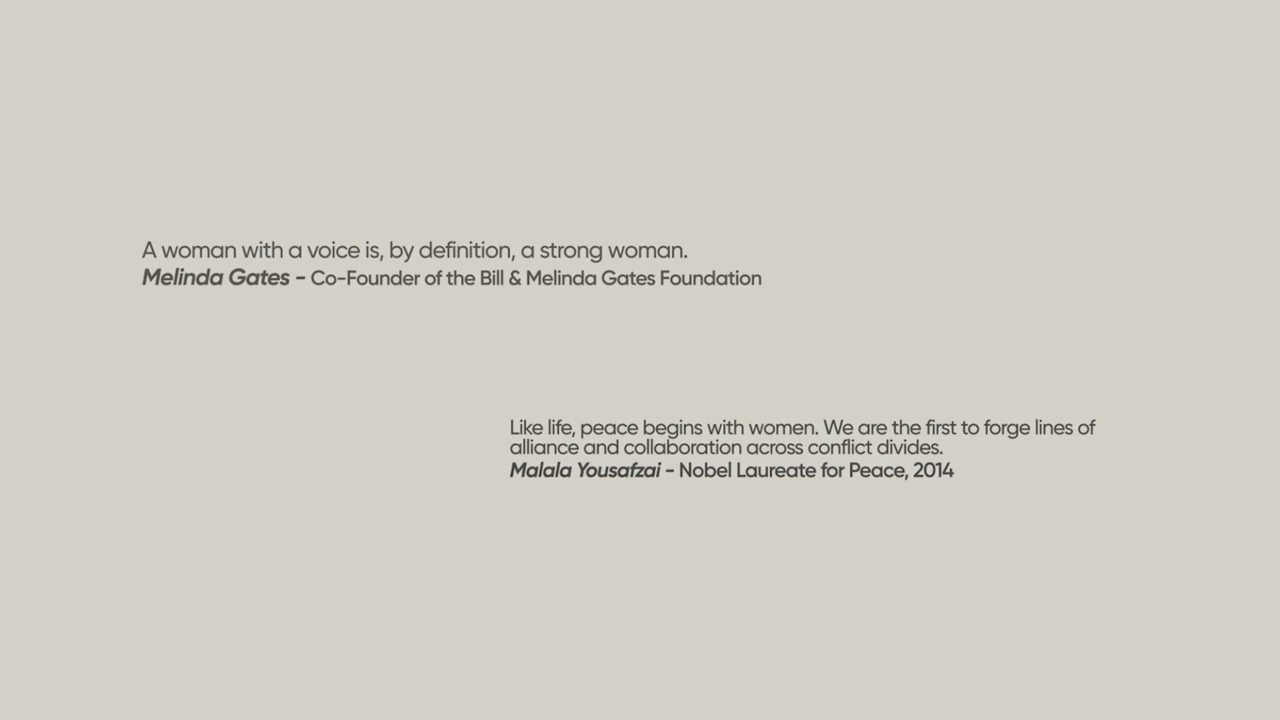 A woman with a voice is, by definition, a strong woman.
Melinda Gates - Co-Founder of the Bill & Melinda Gates Foundation
Like life, peace begins with women. We are the first to forge lines of
alliance and collaboration across conflict divides.
Malala Yousafzai - Nobel Laureate for Peace, 2014